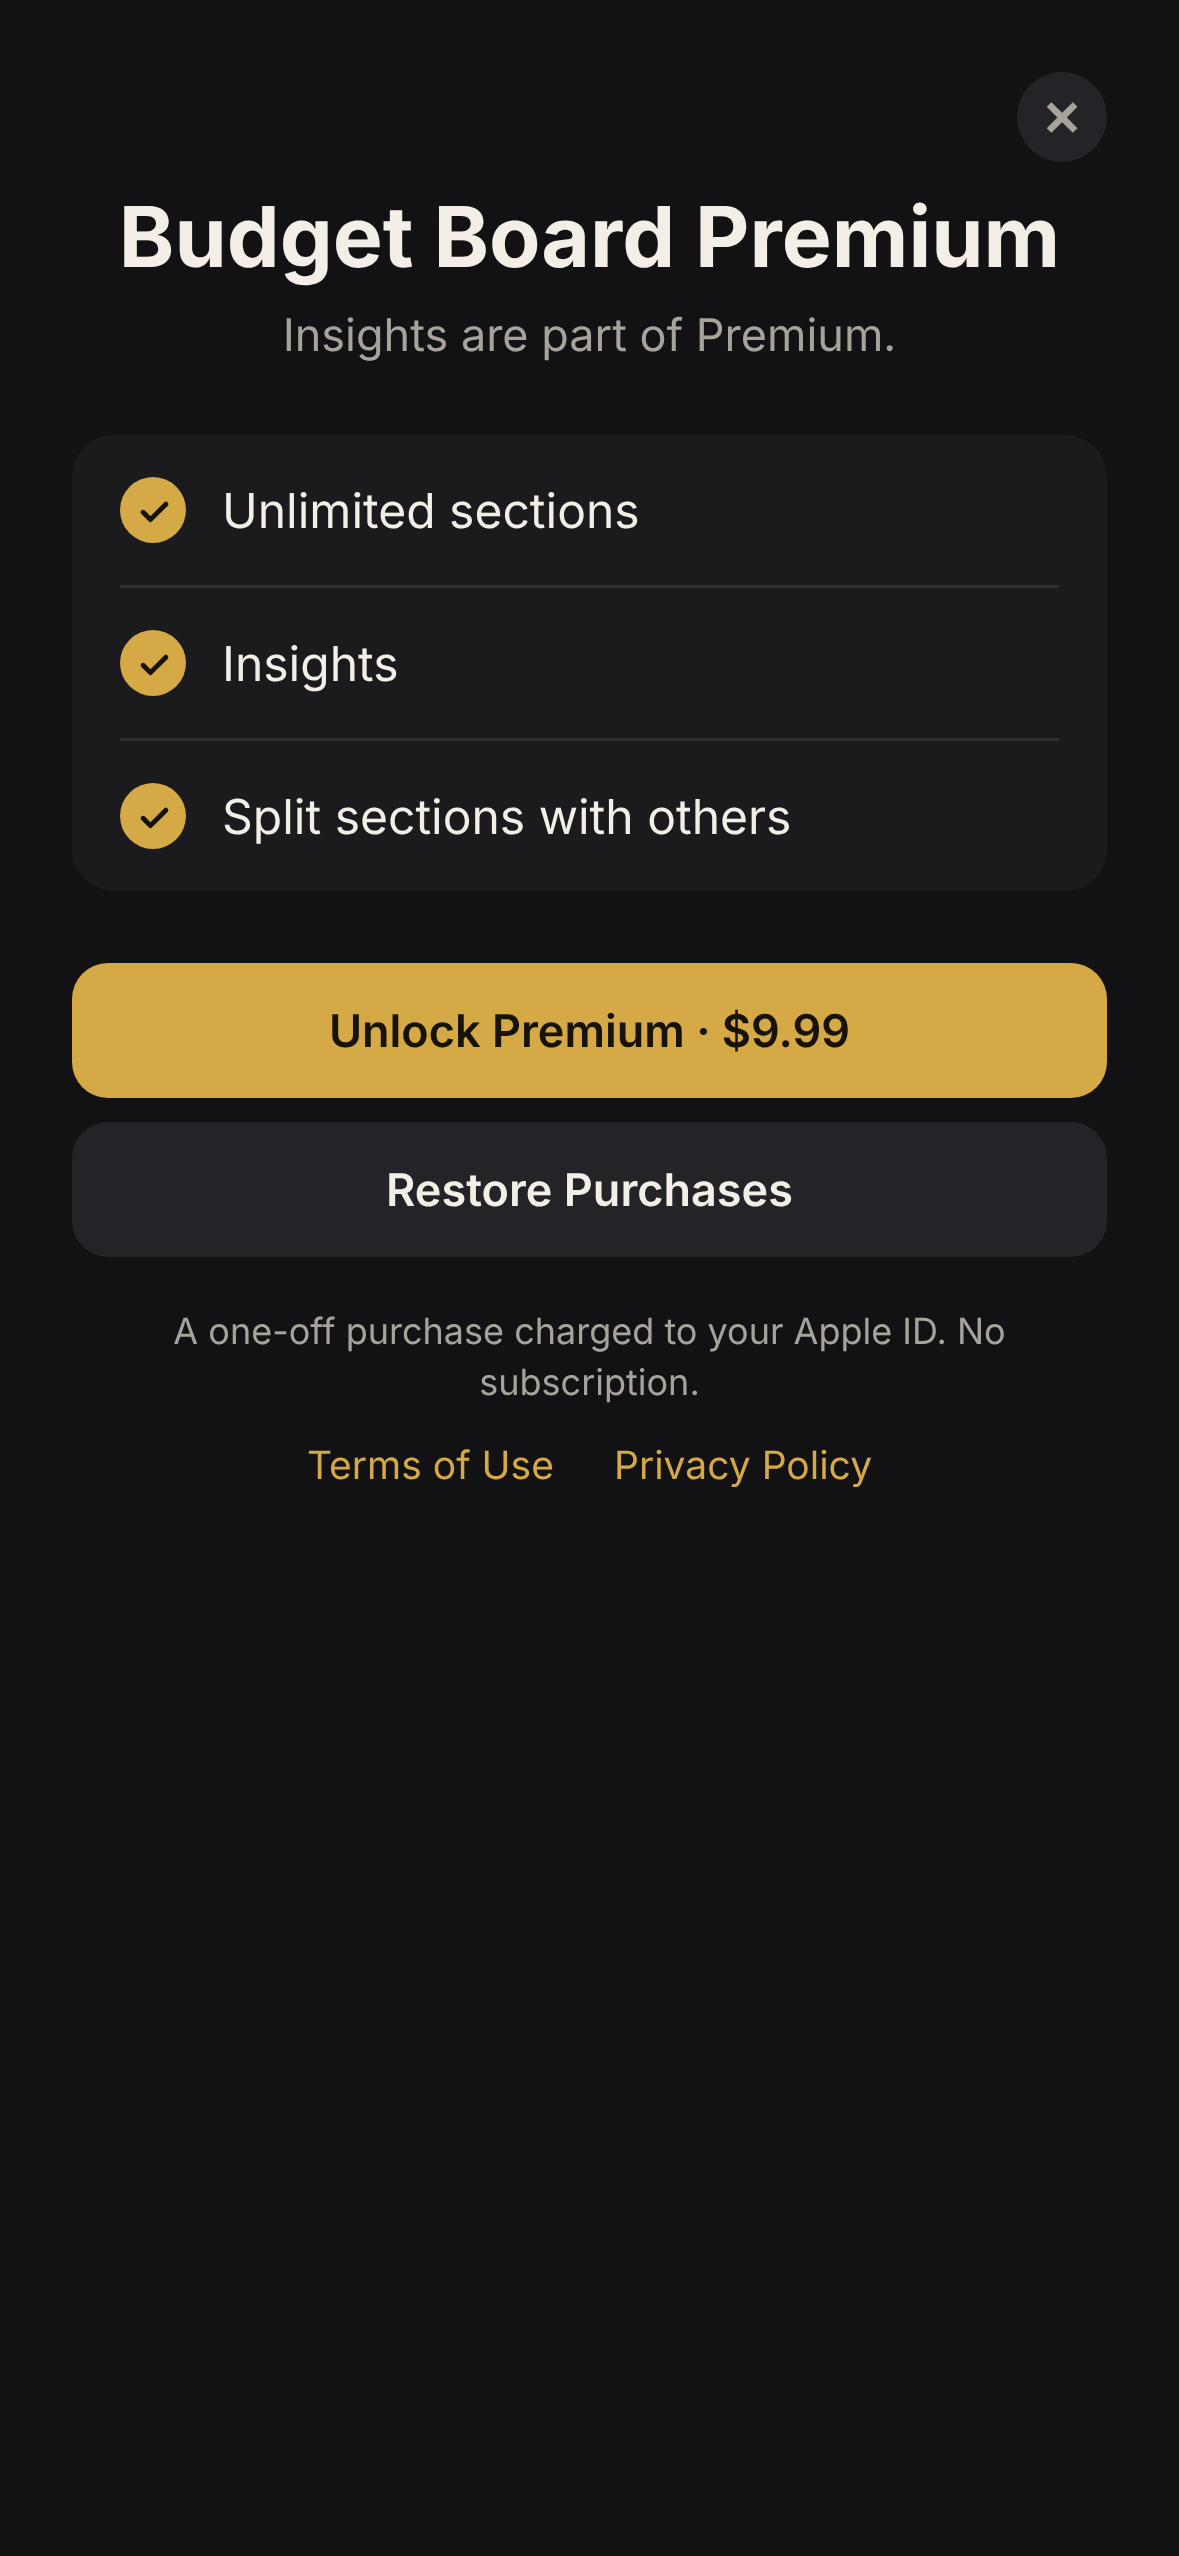 Budget Board Premium
Insights are part of Premium.
Unlimited sections
Insights
Split sections with others
Unlock Premium · $9.99
Restore Purchases
A one-off purchase charged to your Apple ID. No
subscription.
Terms of Use Privacy Policy